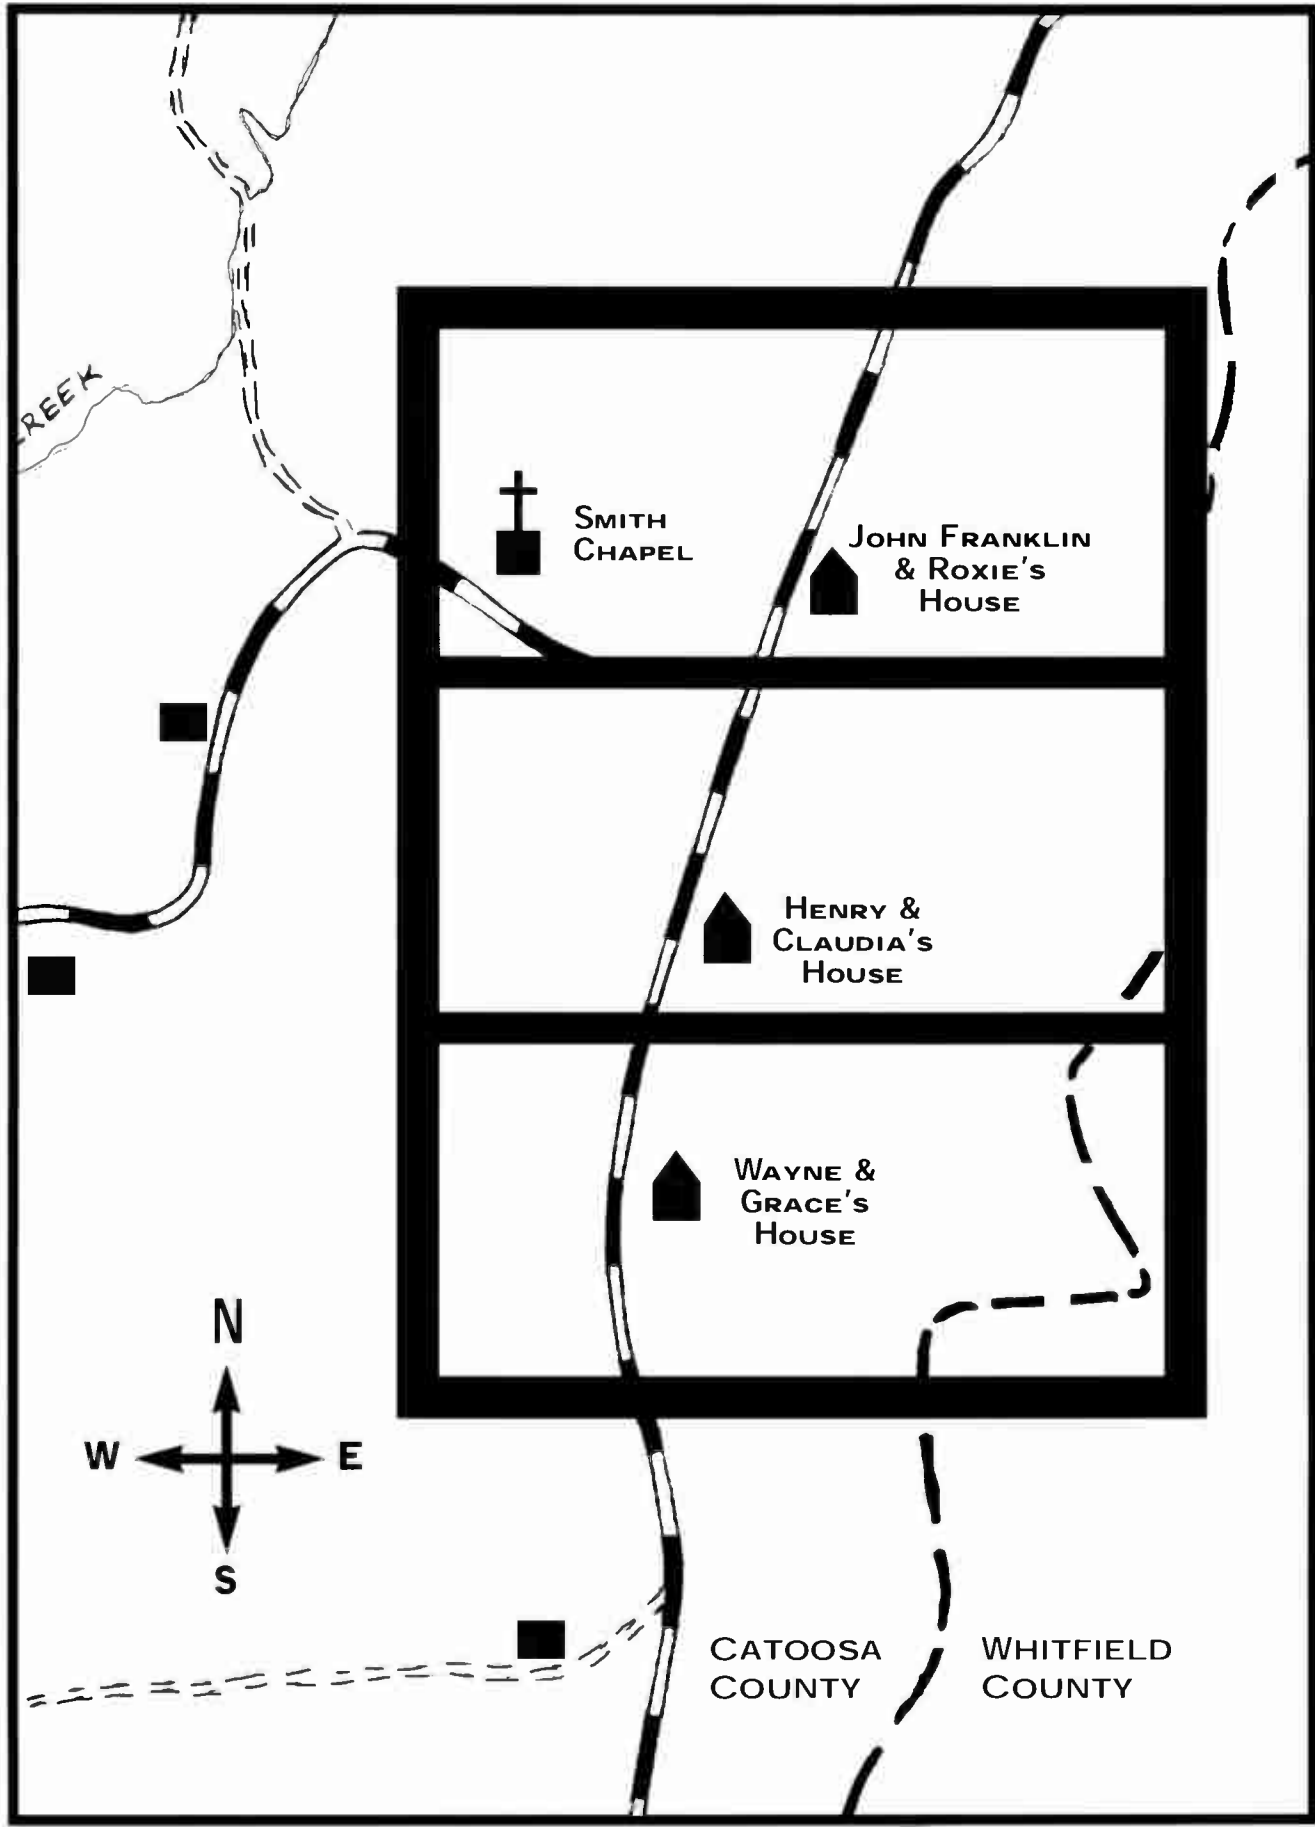 REEK
SMITH
CHAPEL
JOHN FRANKLIN
& ROXIE'S
HOUSE
HENRY &
CLAUDIA'S
HOUSE
WAYNE &
GRACE'S
HOUSE
N
W E
S
CATOOSA
COUNTY
WHITFIELD
COUNTY